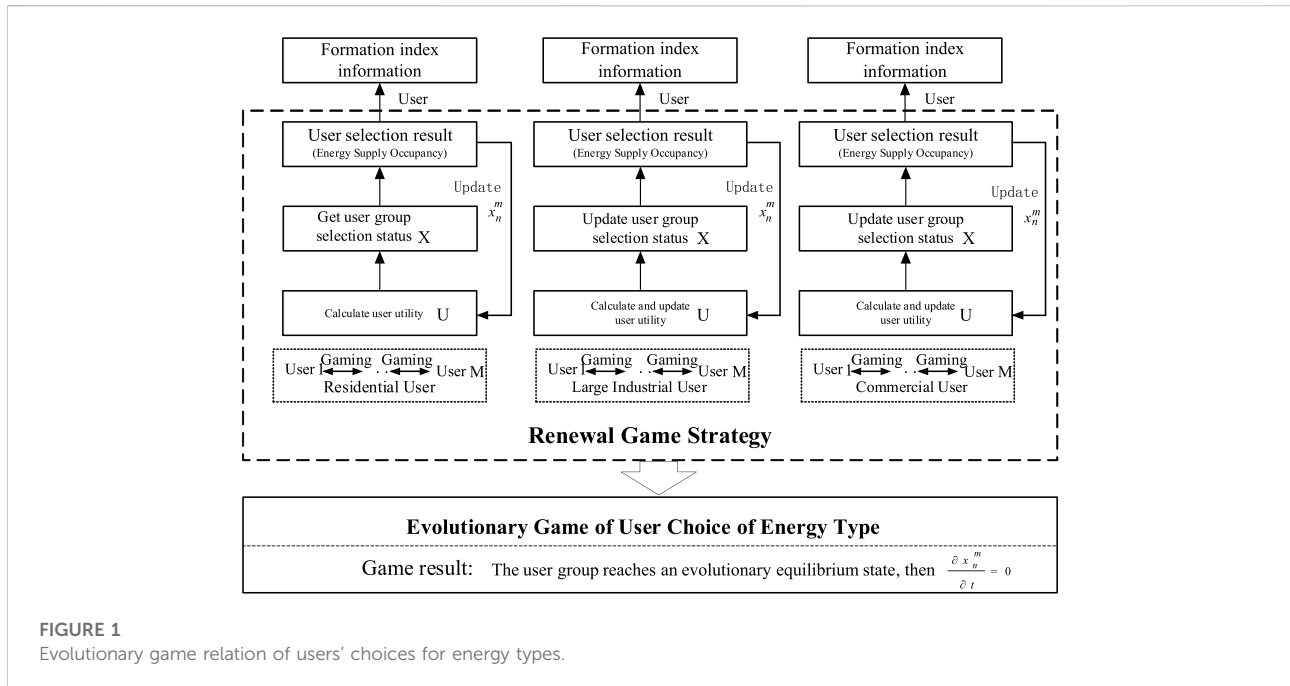 Formation index
information
Formation index
information
Formation index
information
User
User
User
User selection result
(Energy Supply Occupancy)
User selection result
(Energy Supply Occupancy)
User selection result
(Energy Supply Occupancy)
Update
x_n^m
Update
x_n^m
Update
x_n^m
Get user group
selection status X
Update user group
selection status X
Update user group
selection status X
Calculate user utility U
Calculate and update
user utility U
Calculate and update
user utility U
Gaming Gaming
User 1 . . User M
Residential User
Gaming Gaming
User 1 . . User M
Large Industrial User
Gaming Gaming
User 1 . . User M
Commercial User
Renewal Game Strategy
Evolutionary Game of User Choice of Energy Type
Game result: The user group reaches an evolutionary equilibrium state, then ∂x_n^m / ∂t = 0
FIGURE 1
Evolutionary game relation of users’ choices for energy types.